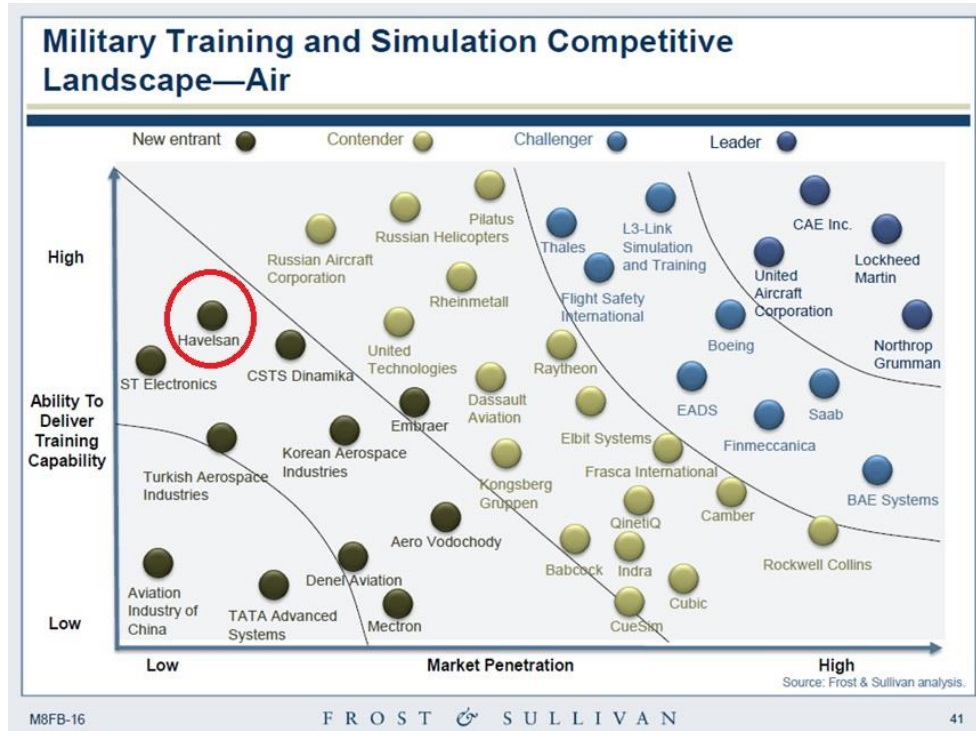 Military Training and Simulation Competitive
Landscape—Air
New entrant
Contender
Challenger
Leader
High
Ability To
Deliver
Training
Capability
Low
Pilatus
Russian Helicopters
Russian Aircraft
Corporation
Rheinmetall
United
Technologies
Havelsan
ST Electronics
CSTS Dinamika
Embraer
Turkish Aerospace
Industries
Korean Aerospace
Industries
Aero Vodochody
Aviation
Industry of
China
TATA Advanced
Systems
Denel Aviation
Mectron
Thales
L3-Link
Simulation
and Training
Flight Safety
International
Raytheon
Dassault
Aviation
Elbit Systems
Kongsberg
Gruppen
Frasca International
QinetiQ
Camber
Babcock
Indra
Cubic
CueSim
Rockwell Collins
CAE Inc.
Lockheed
Martin
United
Aircraft
Corporation
Northrop
Grumman
Boeing
EADS
Saab
Finmeccanica
BAE Systems
Low
Market Penetration
High
Source: Frost & Sullivan analysis.
M8FB-16
FROST & SULLIVAN
41